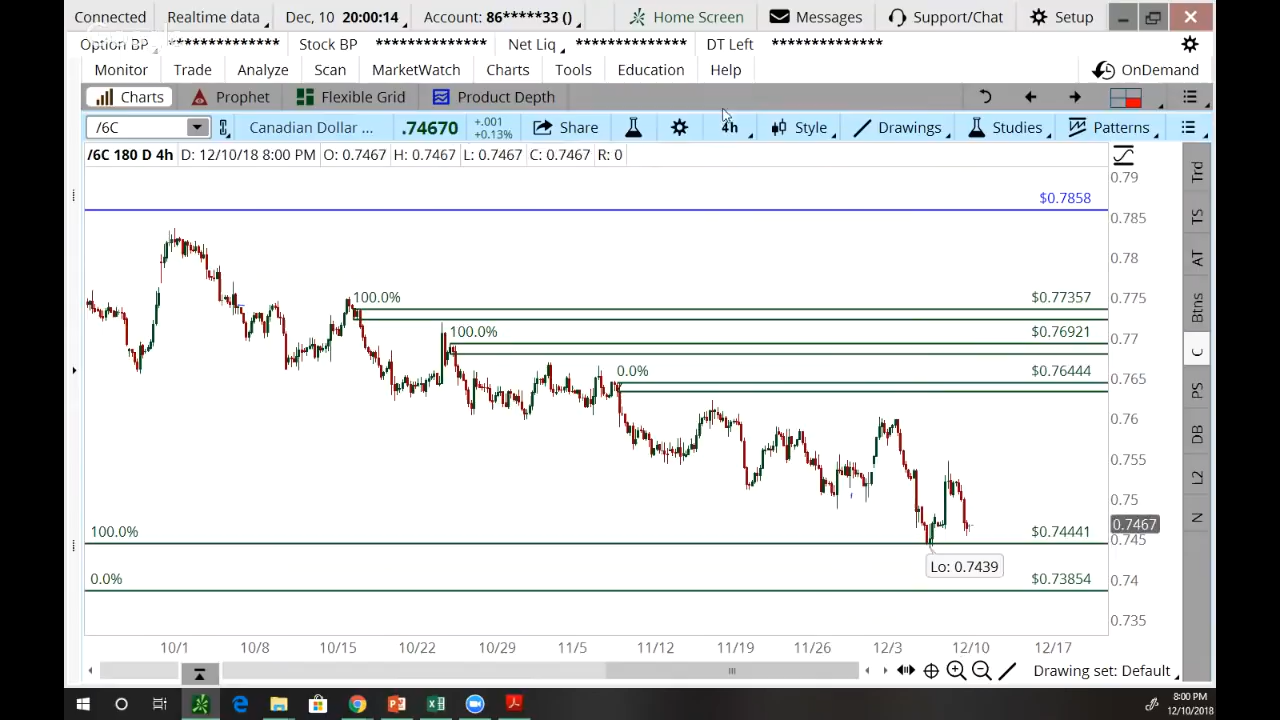 Connected Realtime data Dec, 10 20:00:14 Account: 86*****33 () Home Screen Messages Support/Chat Setup
Option BP ************** Stock BP ************** Net Liq ************** DT Left **************
Monitor Trade Analyze Scan MarketWatch Charts Tools Education Help OnDemand
Charts Prophet Flexible Grid Product Depth
/6C Canadian Dollar ... .74670 +.001 +0.13% Share 4h Style Drawings Studies Patterns
/6C 180 D 4h D: 12/10/18 8:00 PM O: 0.7467 H: 0.7467 L: 0.7467 C: 0.7467 R: 0
0.79
$0.7858
0.785
0.78
100.0% $0.77357 0.775
100.0% $0.76921 0.77
0.0% $0.76444 0.765
0.76
0.755
0.75
100.0% $0.74441 0.7467
0.745
Lo: 0.7439
0.0% $0.73854 0.74
0.735
10/1 10/8 10/15 10/22 10/29 11/5 11/12 11/19 11/26 12/3 12/10 12/17
Drawing set: Default
Trd
TS
AT
Btns
C
PS
DB
L2
N
8:00 PM
12/10/2018